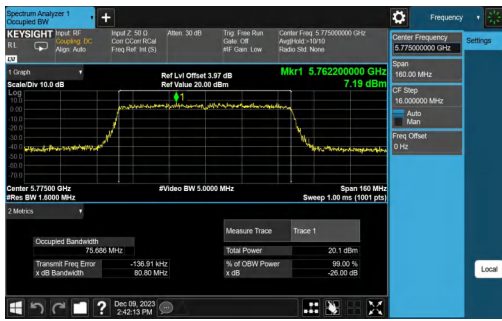 Spectrum Analyzer 1
Occupied BW
+
Frequency
KEYSIGHT
RL
Input: RF
Coupling: DC
Align: Auto
Input Z: 50 Ω
Corr CCorr RCal
Freq Ref: Int (S)
Atten: 30 dB
Trig: Free Run
Gate: Off
#IF Gain: Low
Center Freq: 5.775000000 GHz
Avg|Hold:>10/10
Radio Std: None
LM
Center Frequency
5.775000000 GHz
Settings
Span
160.00 MHz
CF Step
16.000000 MHz
Auto
Man
Freq Offset
0 Hz
Local
1 Graph
Scale/Div 10.0 dB
Ref Lvl Offset 3.97 dB
Ref Value 20.00 dBm
Mkr1 5.762200000 GHz
7.19 dBm
Log
10.0
0.00
-10.0
-20.0
-30.0
-40.0
-50.0
-60.0
-70.0
1
Center 5.77500 GHz
#Res BW 1.6000 MHz
#Video BW 5.0000 MHz
Span 160 MHz
Sweep 1.00 ms (1001 pts)
2 Metrics
Measure Trace
Trace 1
Occupied Bandwidth
75.686 MHz
Total Power
20.1 dBm
Transmit Freq Error
-136.91 kHz
% of OBW Power
99.00 %
x dB Bandwidth
80.80 MHz
x dB
-26.00 dB
?
Dec 09, 2023
2:42:13 PM